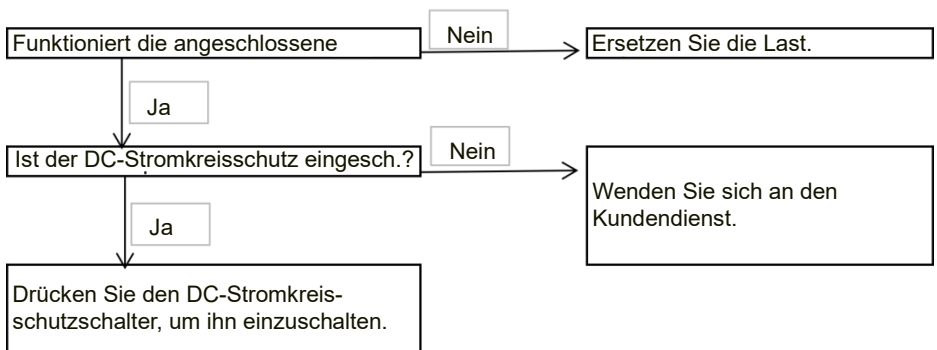 Funktioniert die angeschlossene
Nein
Ersetzen Sie die Last.
Ja
Ist der DC-Stromkreisschutz eingesch.?
Nein
Wenden Sie sich an den
Kundendienst.
Ja
Drücken Sie den DC-Stromkreis-
schutzschalter, um ihn einzuschalten.